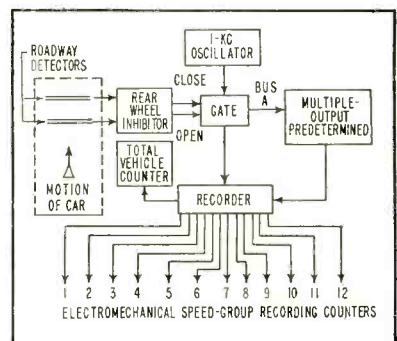 1-KC
OSCILLATOR
ROADWAY
DETECTORS
CLOSE
BUS
A
REAR
WHEEL
INHIBITOR
GATE
MULTIPLE-
OUTPUT
PREDETERMINED
OPEN
TOTAL
VEHICLE
COUNTER
MOTION
OF CAR
RECORDER
1 2 3 4 5 6 7 8 9 10 11 12
ELECTROMECHANICAL SPEED-GROUP RECORDING COUNTERS